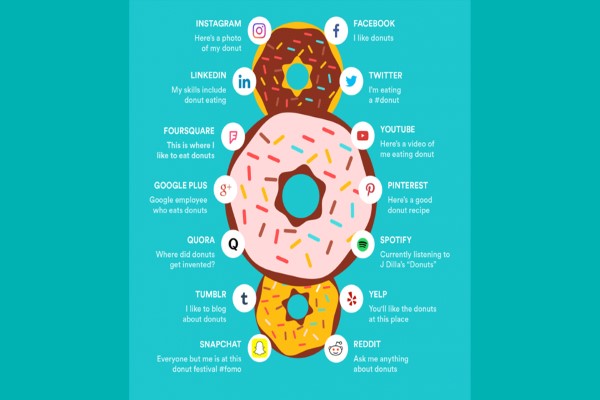 INSTAGRAM
Here's a photo
of my donut
FACEBOOK
I like donuts
LINKEDIN
My skills include
donut eating
TWITTER
I'm eating
a #donut
FOURSQUARE
This is where I
like to eat donuts
YOUTUBE
Here's a video of
me eating donut
GOOGLE PLUS
Google employee
who eats donuts
PINTEREST
Here's a good
donut recipe
QUORA
Where did donuts
get invented?
SPOTIFY
Currently listening to
J Dilla's "Donuts"
TUMBLR
I like to blog
about donuts
YELP
You'll like the donuts
at this place
SNAPCHAT
Everyone but me is at this
donut festival #fomo
REDDIT
Ask me anything
about donuts